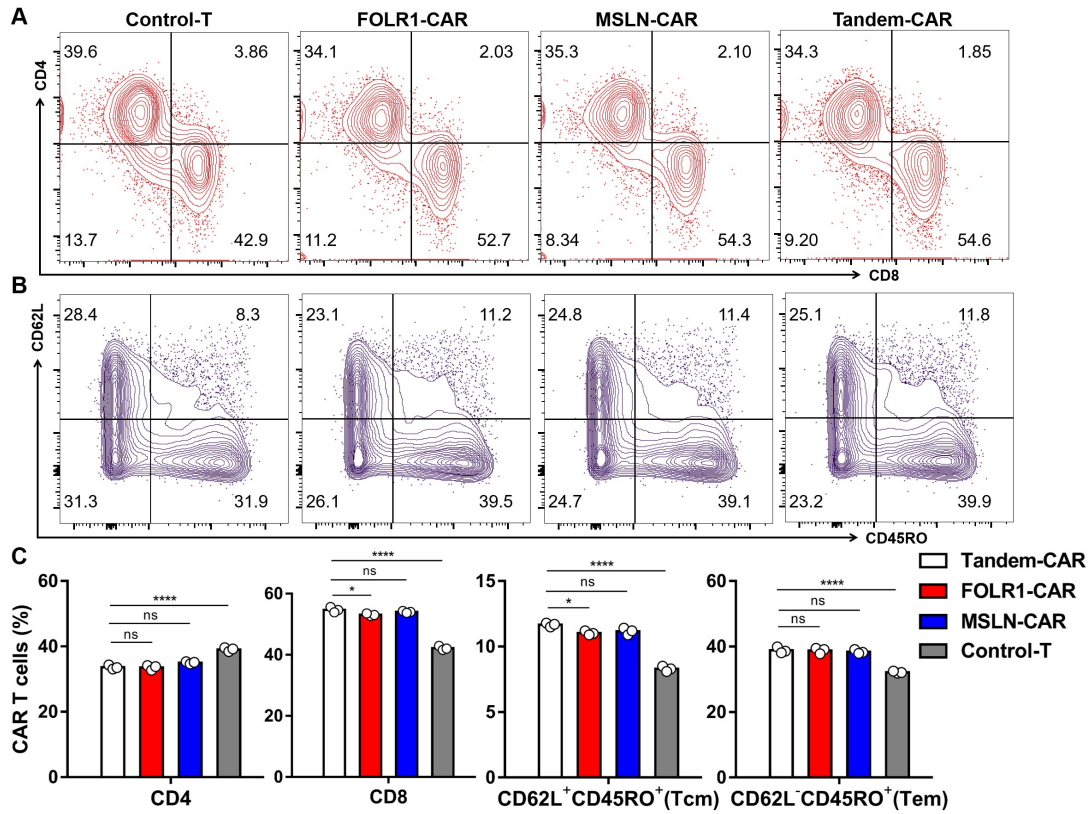 A
Control-T FOLR1-CAR MSLN-CAR Tandem-CAR
CD4
39.6 3.86 34.1 2.03 35.3 2.10 34.3 1.85
13.7 42.9 11.2 52.7 8.34 54.3 9.20 54.6
CD8
B
CD62L
28.4 8.3 23.1 11.2 24.8 11.4 25.1 11.8
31.3 31.9 26.1 39.5 24.7 39.1 23.2 39.9
CD45RO
C
CAR T cells (%)
60
40
20
0
****
ns
ns
CD4
60
40
20
0
****
ns
*
CD8
15
10
5
0
****
ns
*
CD62L+CD45RO+(Tcm)
60
40
20
0
****
ns
ns
CD62L-CD45RO+(Tem)
Tandem-CAR
FOLR1-CAR
MSLN-CAR
Control-T